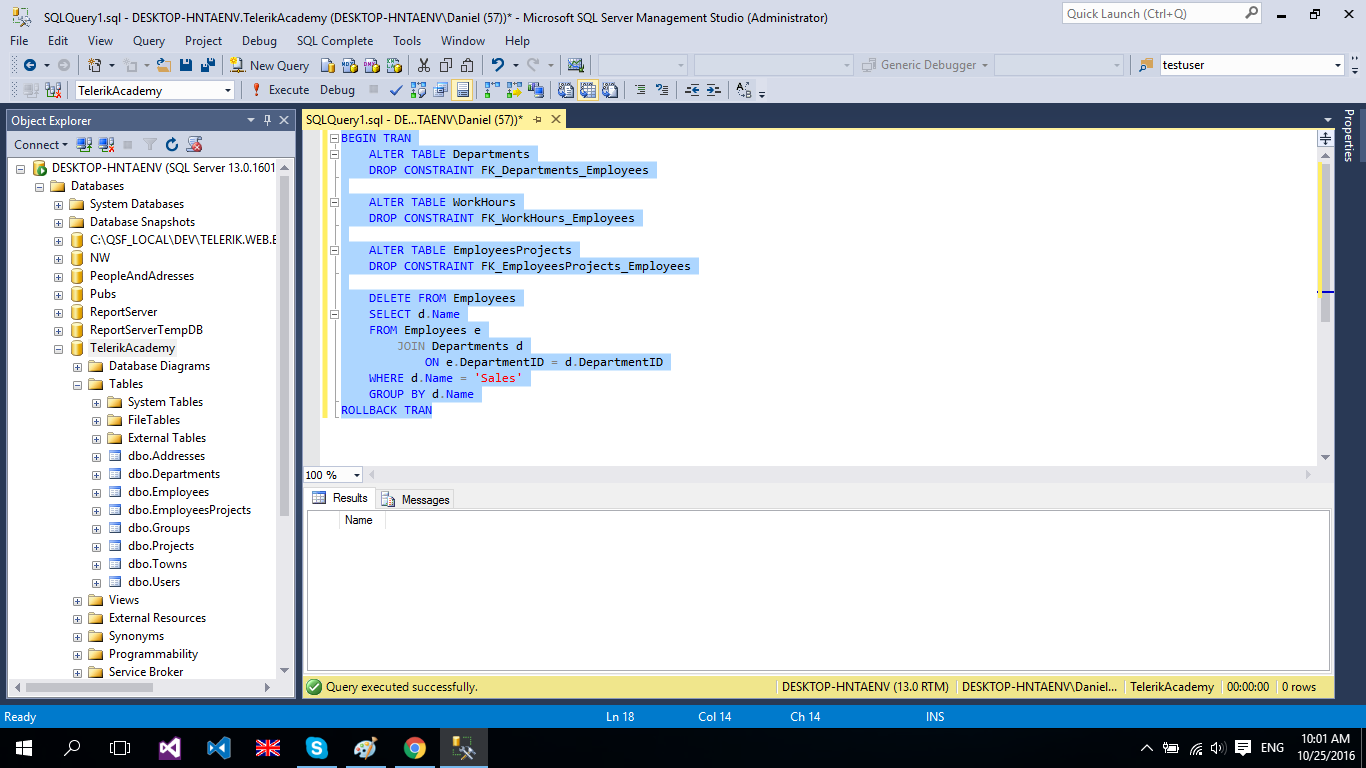 SQLQuery1.sql - DESKTOP-HNTAENV.TelerikAcademy (DESKTOP-HNTAENV\Daniel (57))* - Microsoft SQL Server Management Studio (Administrator)
Quick Launch (Ctrl+Q)
File Edit View Query Project Debug SQL Complete Tools Window Help
New Query
Generic Debugger
testuser
TelerikAcademy
Execute Debug
Object Explorer
Connect
DESKTOP-HNTAENV (SQL Server 13.0.1601
Databases
System Databases
Database Snapshots
C:\QSF_LOCAL\DEV\TELERIK.WEB.E
NW
PeopleAndAdresses
Pubs
ReportServer
ReportServerTempDB
TelerikAcademy
Database Diagrams
Tables
System Tables
FileTables
External Tables
dbo.Addresses
dbo.Departments
dbo.Employees
dbo.EmployeesProjects
dbo.Groups
dbo.Projects
dbo.Towns
dbo.Users
Views
External Resources
Synonyms
Programmability
Service Broker
SQLQuery1.sql - DE...TAENV\Daniel (57))*
BEGIN TRAN
ALTER TABLE Departments
DROP CONSTRAINT FK_Departments_Employees
ALTER TABLE WorkHours
DROP CONSTRAINT FK_WorkHours_Employees
ALTER TABLE EmployeesProjects
DROP CONSTRAINT FK_EmployeesProjects_Employees
DELETE FROM Employees
SELECT d.Name
FROM Employees e
JOIN Departments d
ON e.DepartmentID = d.DepartmentID
WHERE d.Name = 'Sales'
GROUP BY d.Name
ROLLBACK TRAN
100 %
Results Messages
Name
Query executed successfully.
DESKTOP-HNTAENV (13.0 RTM) DESKTOP-HNTAENV\Daniel... TelerikAcademy 00:00:00 0 rows
Properties
Ready
Ln 18 Col 14 Ch 14 INS
ENG
10:01 AM
10/25/2016